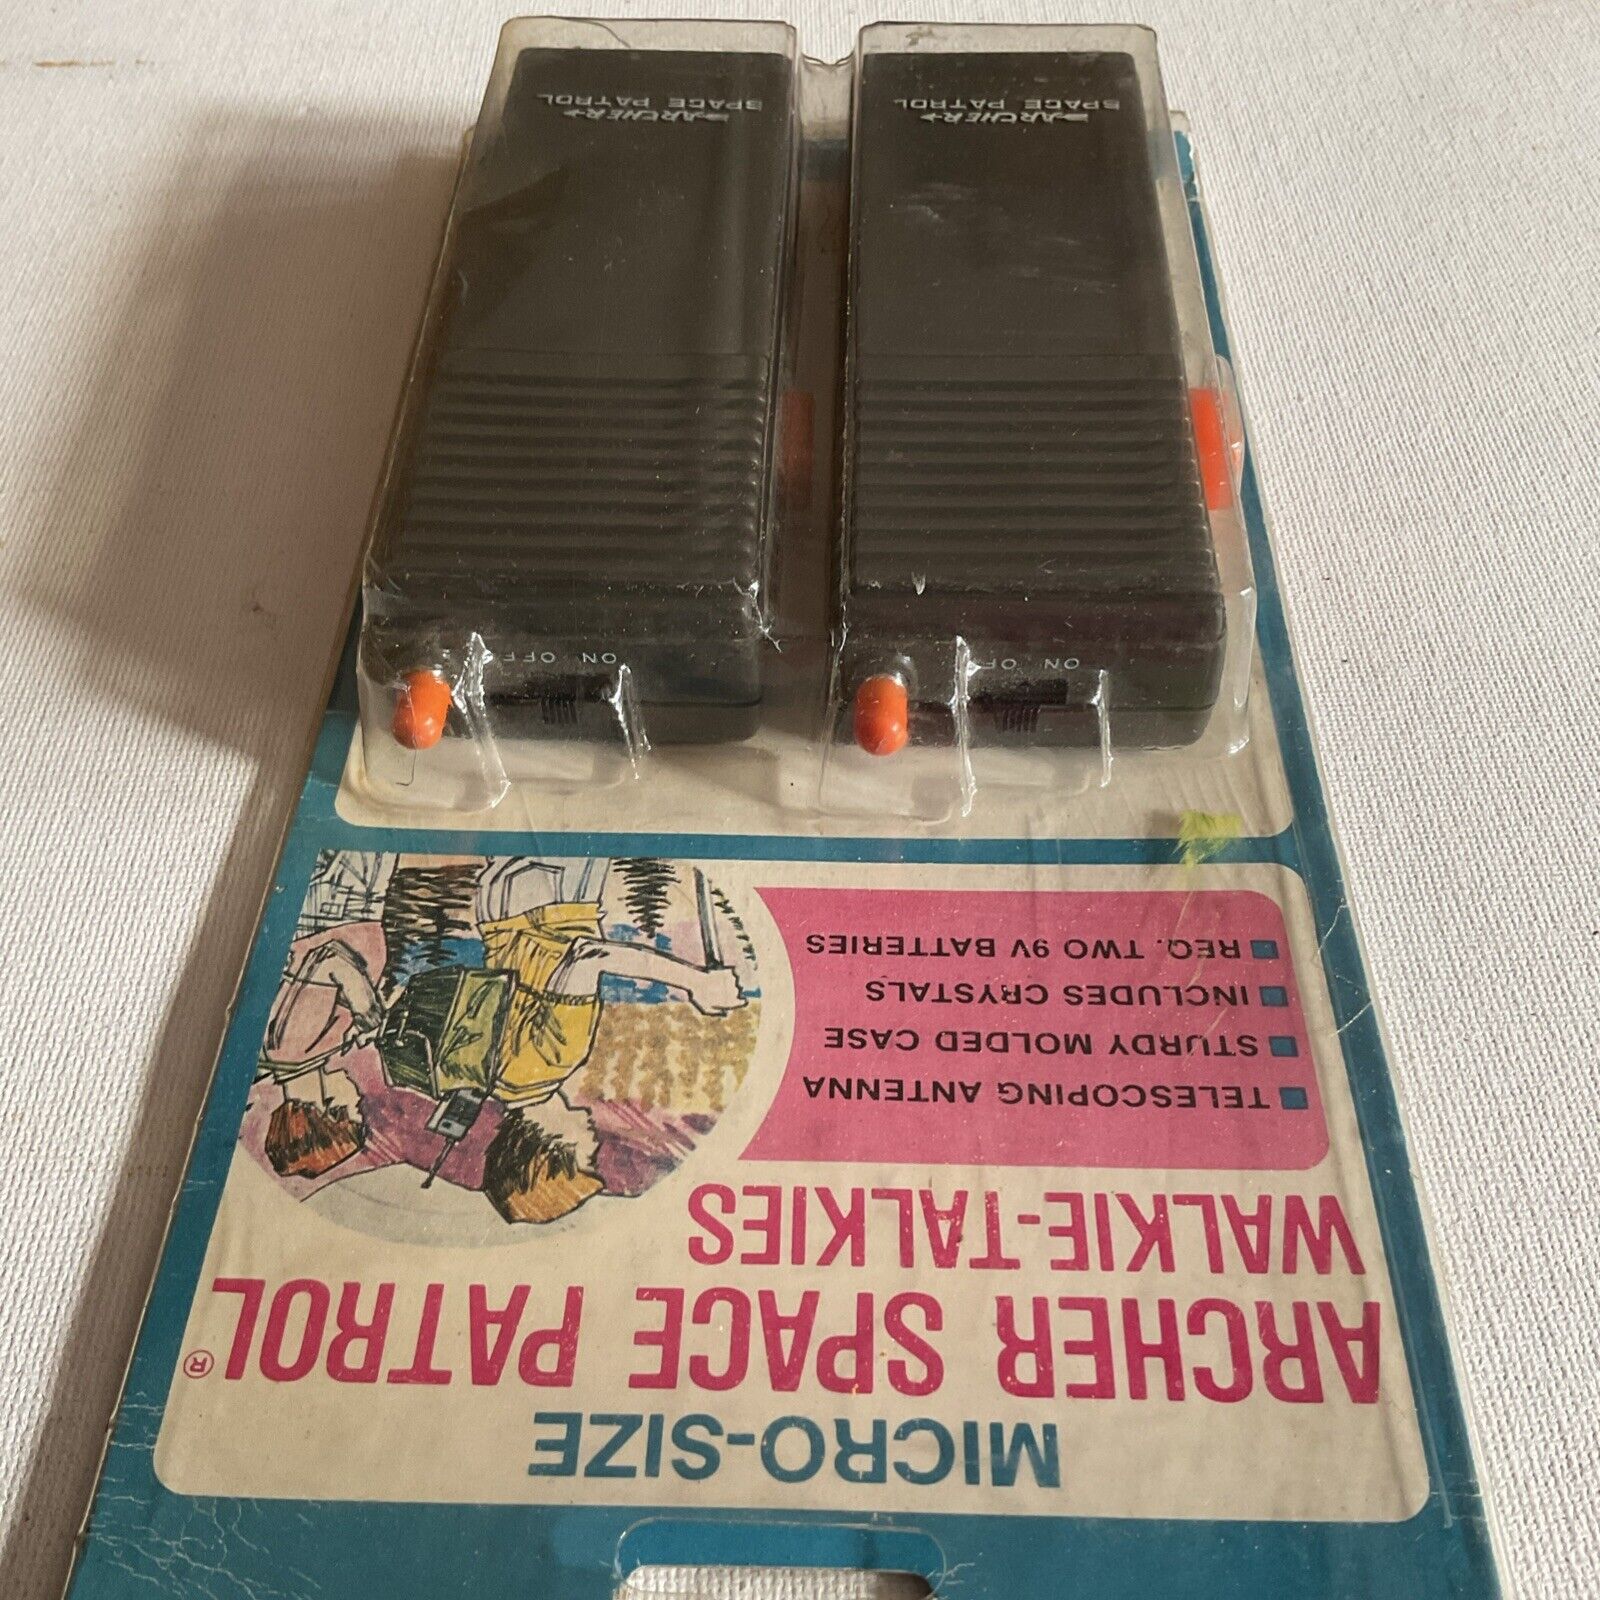 MICRO-SIZE
ARCHER SPACE PATROL®
WALKIE-TALKIES
TELESCOPING ANTENNA
STURDY MOLDED CASE
INCLUDES CRYSTALS
REQ. TWO 9V BATTERIES
ON OFF
ON OFF
ARCHER
SPACE PATROL
ARCHER
SPACE PATROL